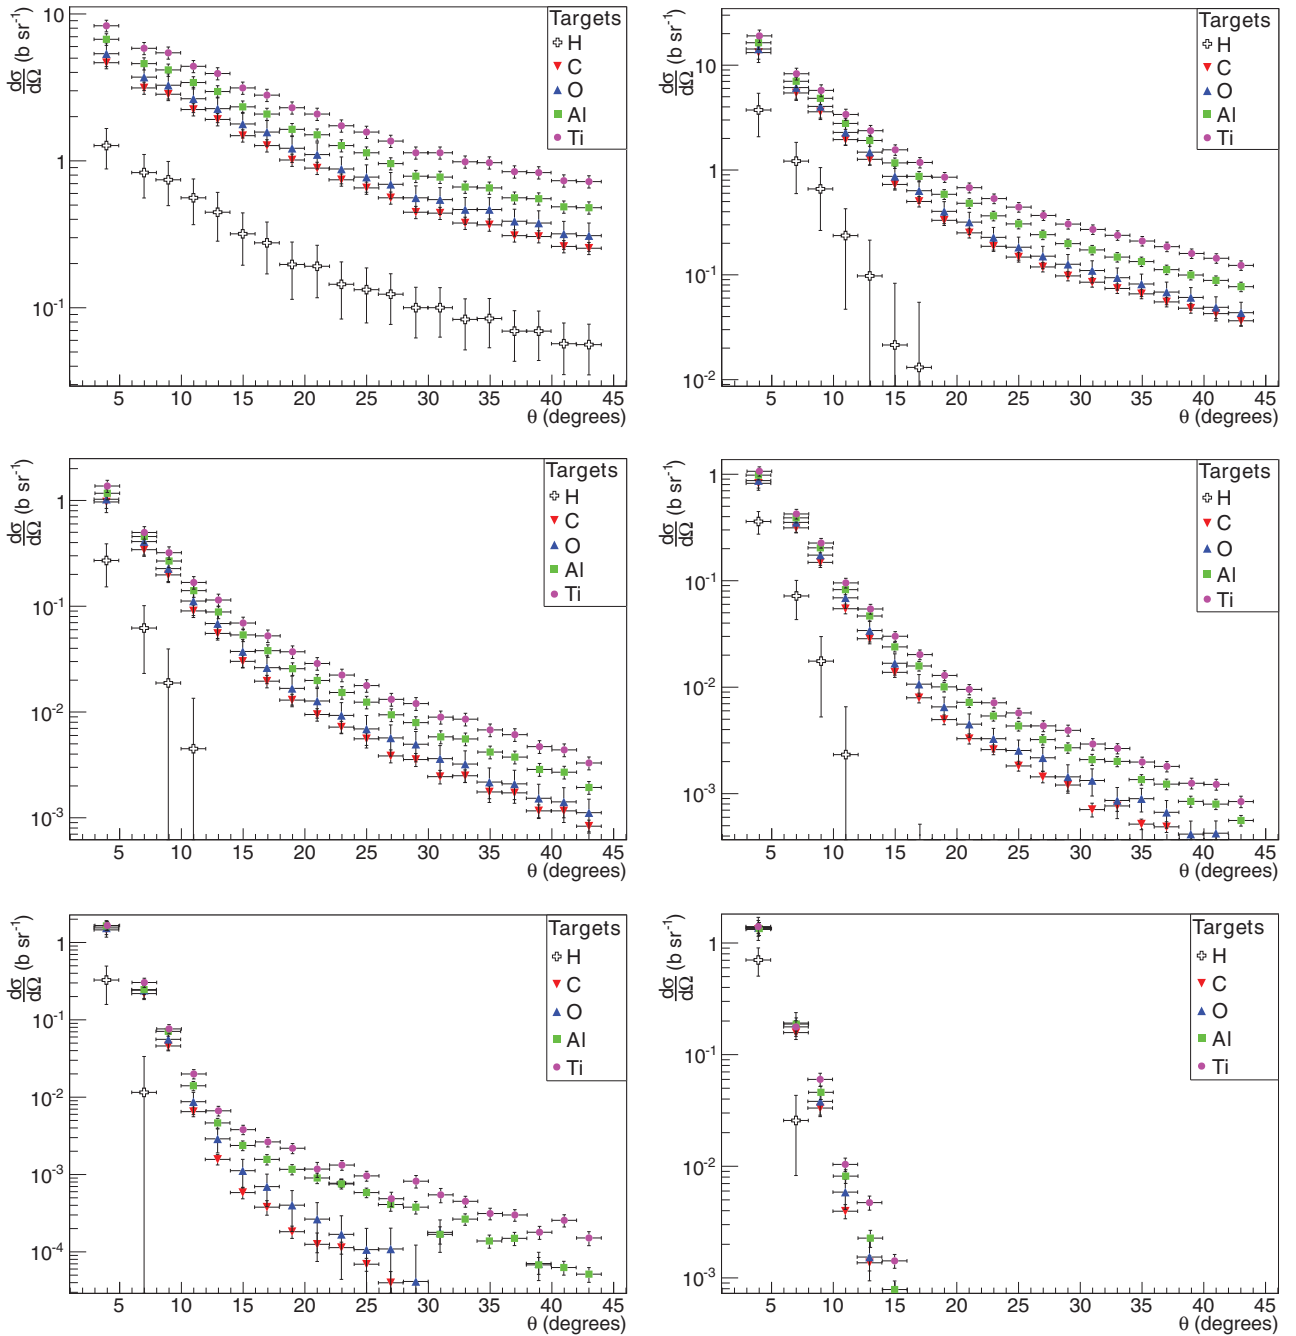 dσ/dΩ (b sr⁻¹)
10
1
10⁻¹
Targets
H
C
O
Al
Ti
5 10 15 20 25 30 35 40 45
θ (degrees)
dσ/dΩ (b sr⁻¹)
10
1
10⁻¹
10⁻²
Targets
H
C
O
Al
Ti
5 10 15 20 25 30 35 40 45
θ (degrees)
dσ/dΩ (b sr⁻¹)
1
10⁻¹
10⁻²
10⁻³
Targets
H
C
O
Al
Ti
5 10 15 20 25 30 35 40 45
θ (degrees)
dσ/dΩ (b sr⁻¹)
1
10⁻¹
10⁻²
10⁻³
Targets
H
C
O
Al
Ti
5 10 15 20 25 30 35 40 45
θ (degrees)
dσ/dΩ (b sr⁻¹)
1
10⁻¹
10⁻²
10⁻³
10⁻⁴
Targets
H
C
O
Al
Ti
5 10 15 20 25 30 35 40 45
θ (degrees)
dσ/dΩ (b sr⁻¹)
1
10⁻¹
10⁻²
10⁻³
Targets
H
C
O
Al
Ti
5 10 15 20 25 30 35 40 45
θ (degrees)